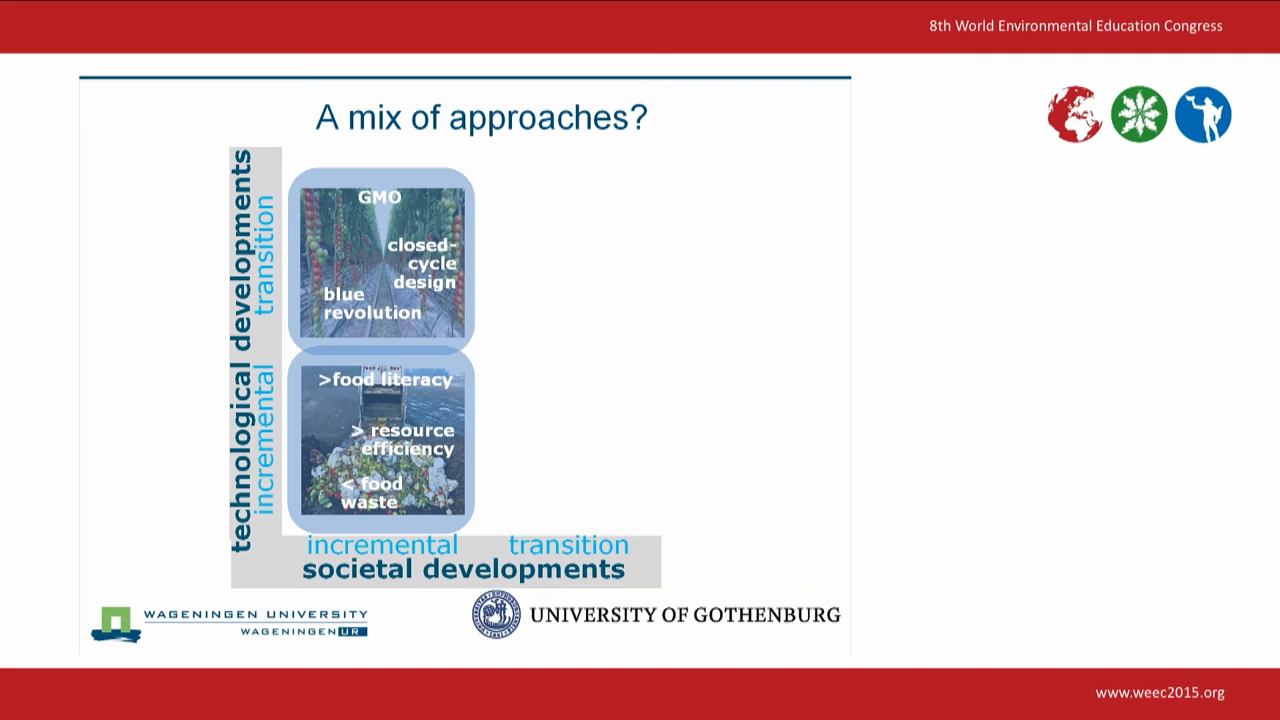 8th World Environmental Education Congress
A mix of approaches?
technological developments
incremental transition
GMO
closed-
cycle
design
blue
revolution
>food literacy
> resource
efficiency
< food
waste
incremental transition
societal developments
WAGENINGEN UNIVERSITY
WAGENINGEN UR
UNIVERSITY OF GOTHENBURG
www.weec2015.org